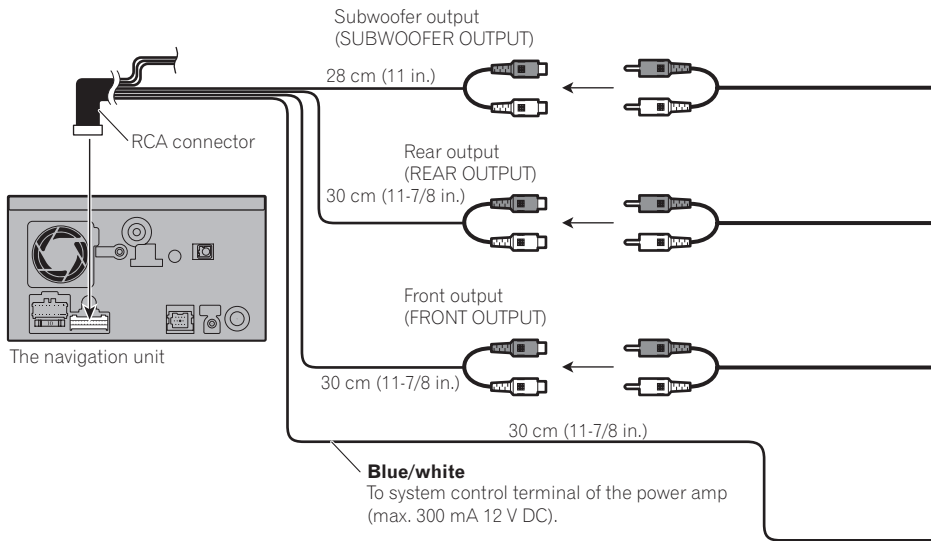 Subwoofer output
(SUBWOOFER OUTPUT)
28 cm (11 in.)
RCA connector
Rear output
(REAR OUTPUT)
30 cm (11-7/8 in.)
Front output
(FRONT OUTPUT)
The navigation unit
30 cm (11-7/8 in.)
30 cm (11-7/8 in.)
Blue/white
To system control terminal of the power amp
(max. 300 mA 12 V DC).